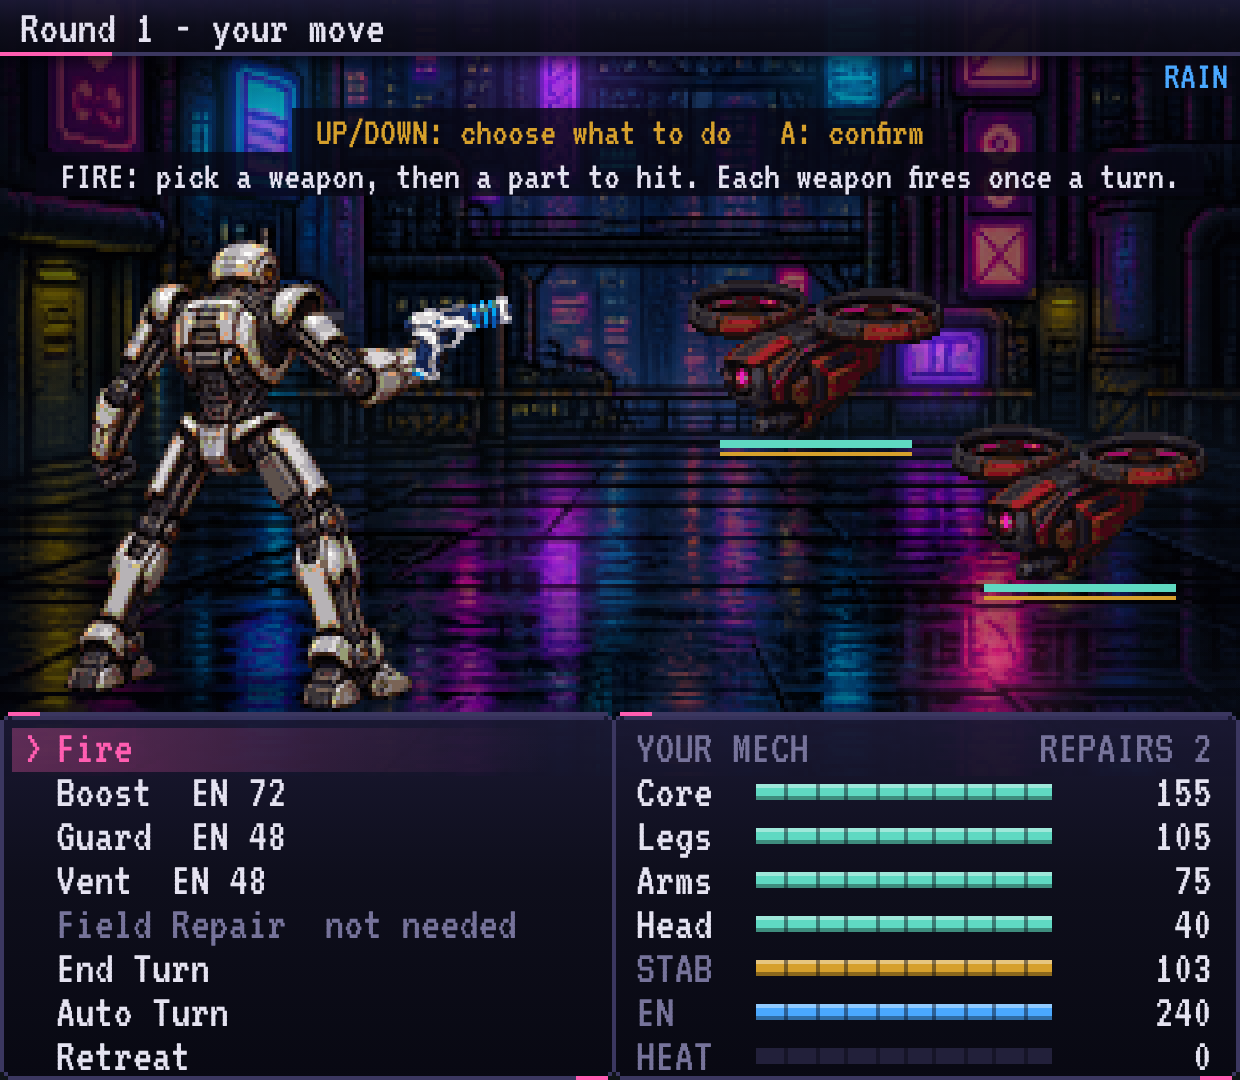 Round 1 - your move
RAIN
UP/DOWN: choose what to do A: confirm
FIRE: pick a weapon, then a part to hit. Each weapon fires once a turn.
> Fire
Boost EN 72
Guard EN 48
Vent EN 48
Field Repair not needed
End Turn
Auto Turn
Retreat
YOUR MECH REPAIRS 2
Core 155
Legs 105
Arms 75
Head 40
STAB 103
EN 240
HEAT 0